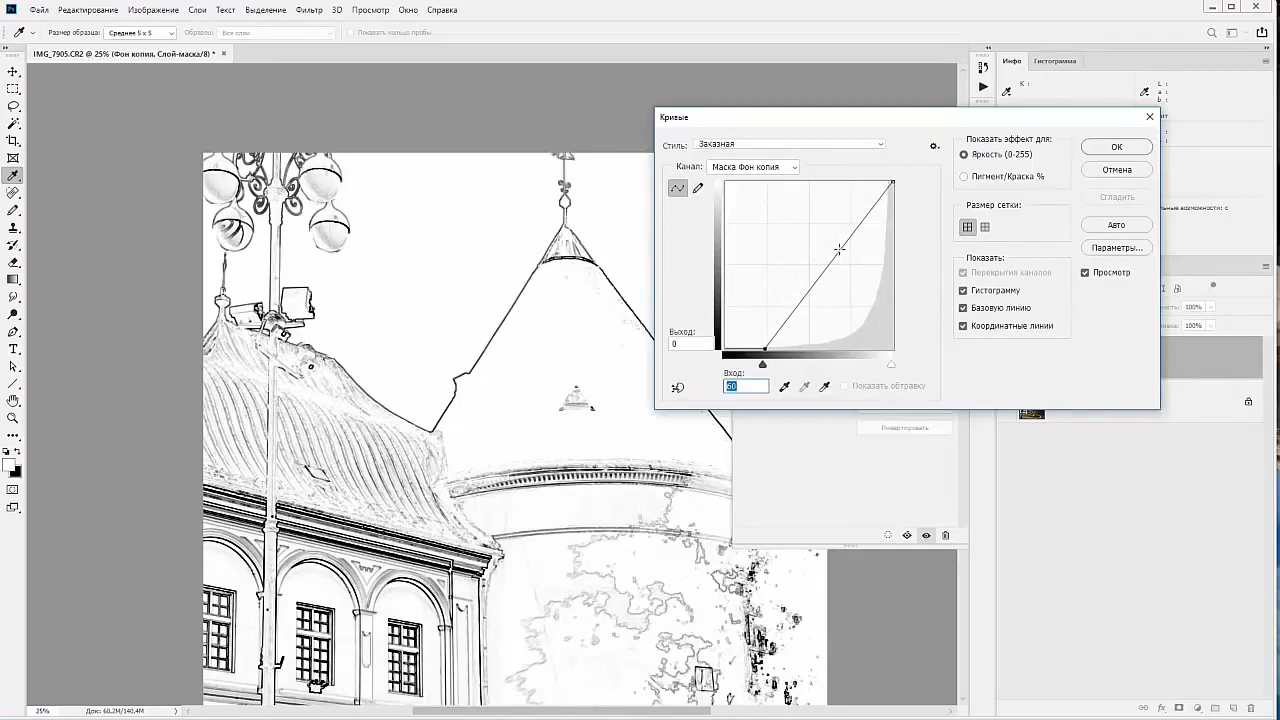 Ps Файл Редактирование Изображение Слои Текст Выделение Фильтр 3D Просмотр Окно Справка
Размер образца: Среднее 5 x 5 Образец: Все слои Показать кольцо пробы
IMG_7905.CR2 @ 25% (Фон копия, Слой-маска/8) * ×
Инфо Гистограмма
K :
L :
a :
b :
Кривые
Стиль: Заказная
Канал: Маска Фон копия
Показать эффект для:
Яркость (0-255)
Пигмент/Краска %
Размер сетки:
Показать:
Перекрытия каналов
Гистограмму
Базовую линию
Координатные линии
OK
Отмена
Сгладить
Авто
Параметры...
Просмотр
Выход:
0
Вход:
60
Показать обтравку
100%
100%
Инвертировать
25% Док: 60,2M/140,4M